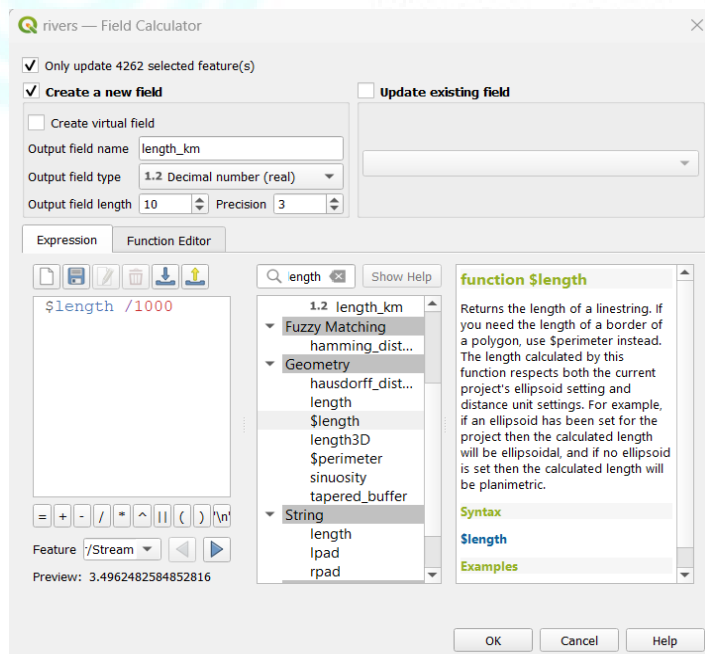 rivers — Field Calculator
Only update 4262 selected feature(s)
Create a new field
Update existing field
Create virtual field
Output field name length_km
Output field type 1.2 Decimal number (real)
Output field length 10 Precision 3
Expression Function Editor
length Show Help
$length /1000
1.2 length_km
Fuzzy Matching
hamming_dist...
Geometry
hausdorff_dist...
length
$length
length3D
$perimeter
sinuosity
tapered_buffer
String
length
lpad
rpad
function $length
Returns the length of a linestring. If
you need the length of a border of
a polygon, use $perimeter instead.
The length calculated by this
function respects both the current
project's ellipsoid setting and
distance unit settings. For example,
if an ellipsoid has been set for the
project then the calculated length
will be ellipsoidal, and if no ellipsoid
is set then the calculated length will
be planimetric.
Syntax
$length
Examples
= + - / * ^ || ( ) '\n'
Feature /Stream
Preview: 3.4962482584852816
OK Cancel Help